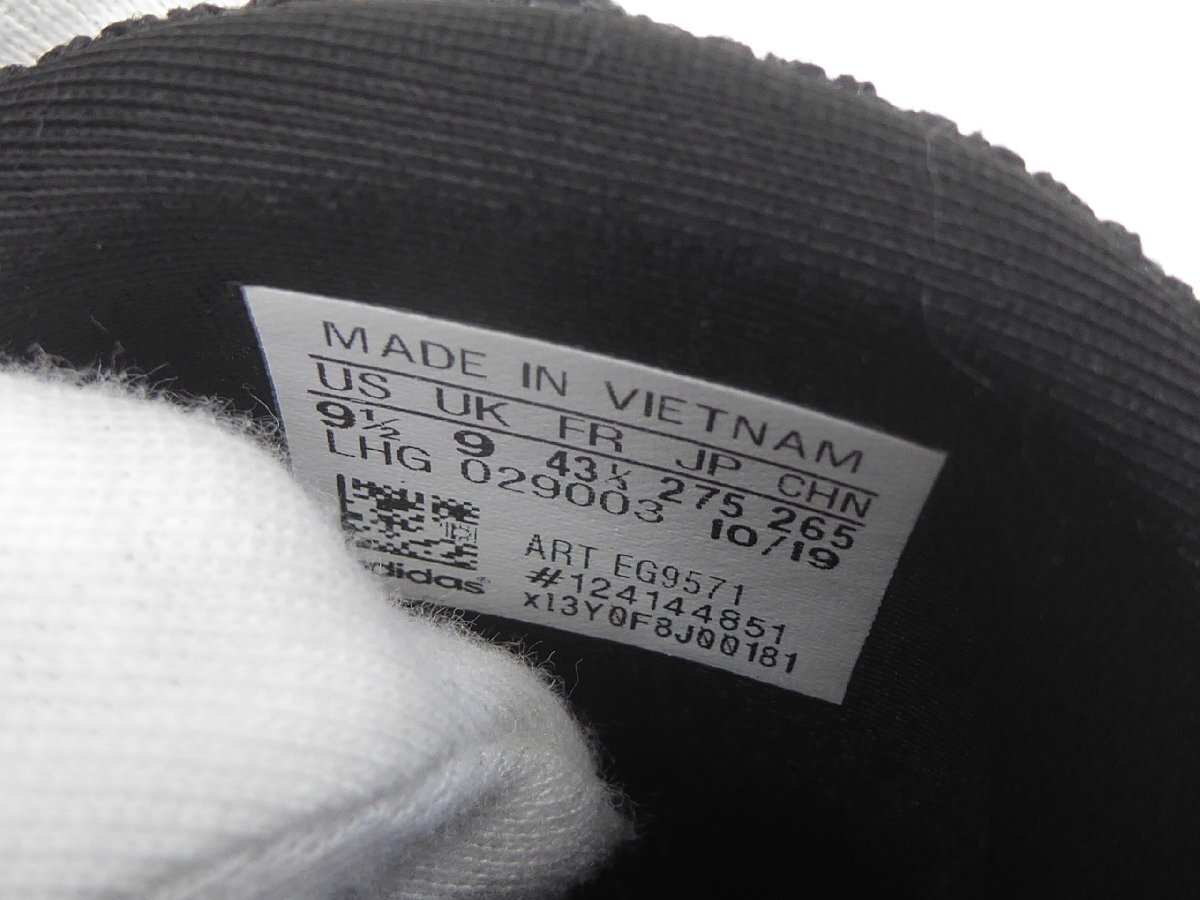 MADE IN VIETNAM
US UK FR JP CHN
9½ 9 43⅓ 275 265
LHG 029003 10/19
ART EG9571
#124144851
x13Y0F8J00181
adidas